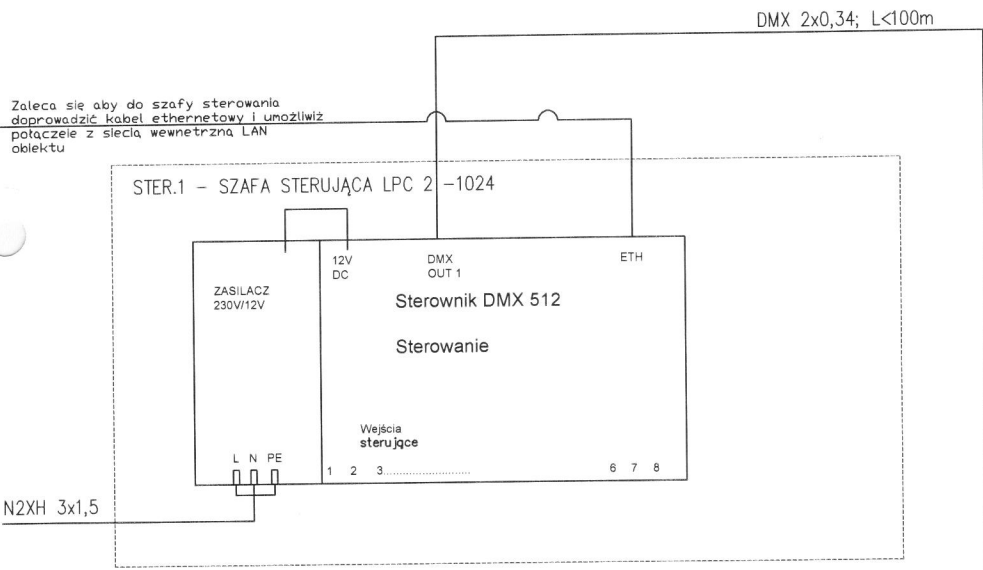 DMX 2x0,34; L<100m
Zaleca się aby do szafy sterowania
doprowadzić kabel ethernetowy i umożliwiż
połączeie z siecią wewnetrzną LAN
obiektu
STER.1 – SZAFA STERUJĄCA LPC 2 -1024
12V
DC
DMX
OUT 1
ETH
ZASILACZ
230V/12V
Sterownik DMX 512
Sterowanie
Wejścia
sterujące
L N PE
1 2 3......................... 6 7 8
N2XH 3x1,5